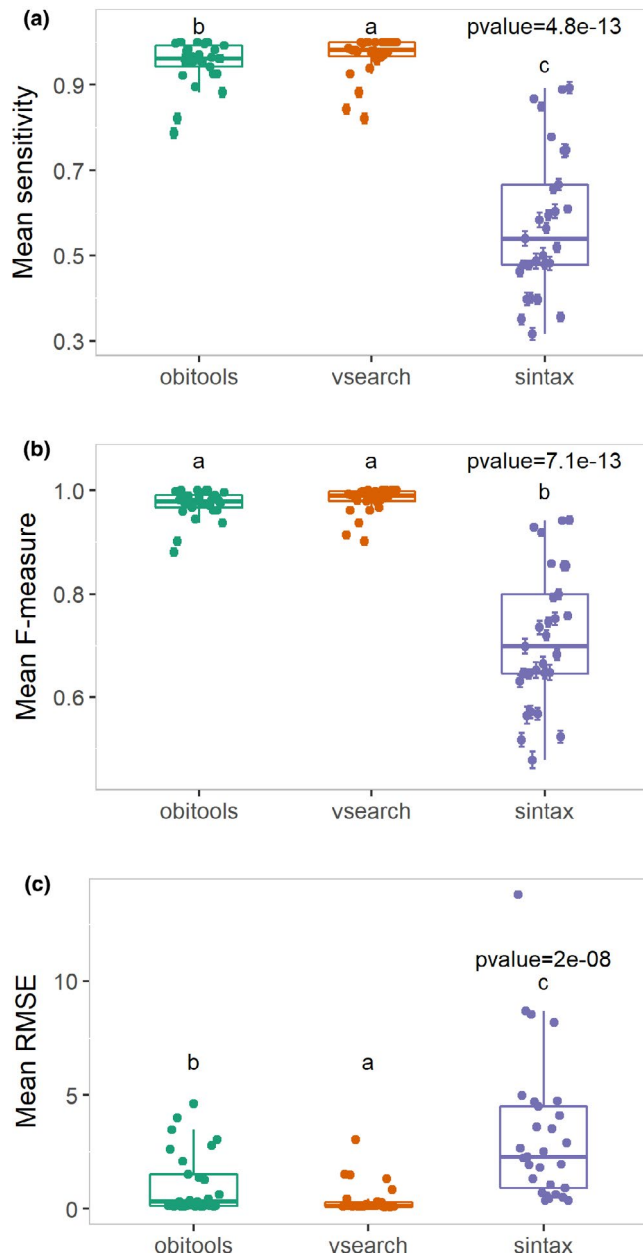 (a)
b
a
pvalue=4.8e-13
c
0.9
0.7
0.5
0.3
Mean sensitivity
obitools
vsearch
sintax
(b)
a
a
pvalue=7.1e-13
b
1.0
0.8
0.6
Mean F-measure
obitools
vsearch
sintax
(c)
pvalue=2e-08
c
b
a
10
5
0
Mean RMSE
obitools
vsearch
sintax